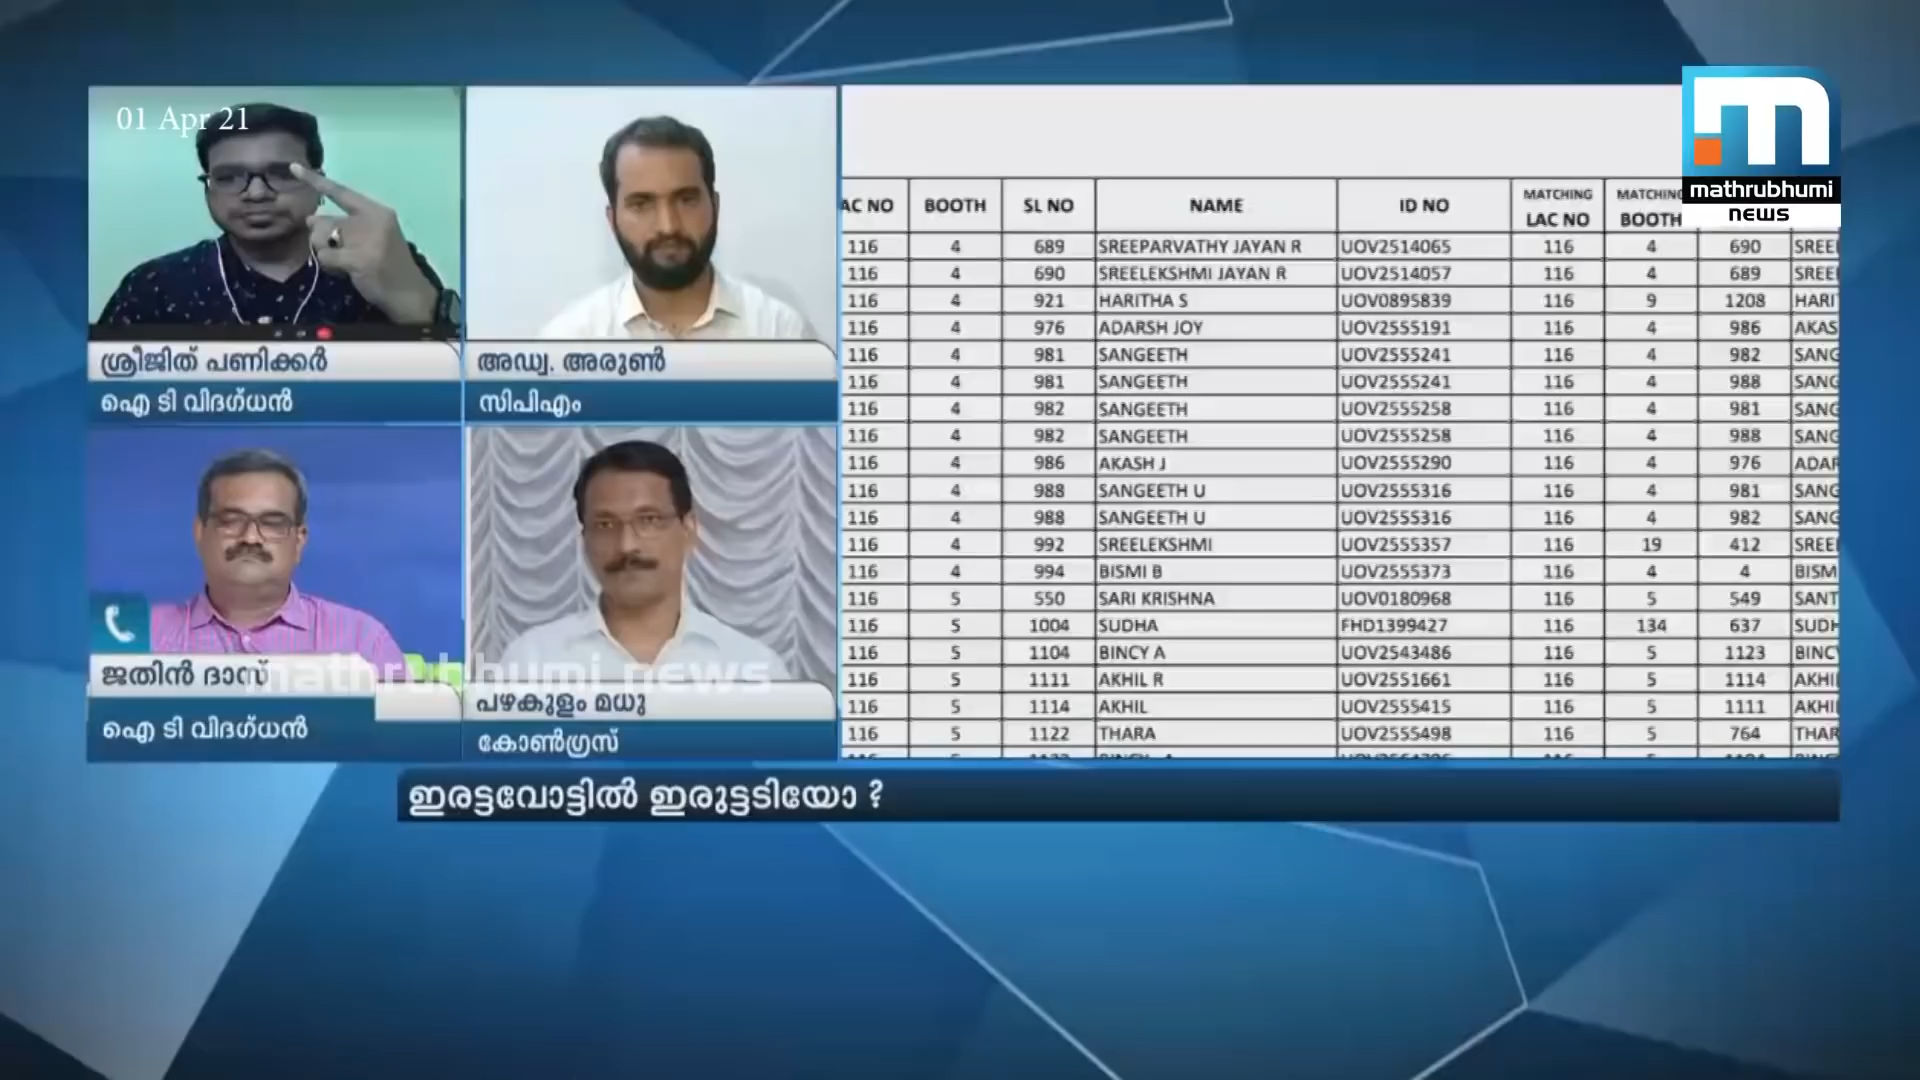 01 Apr 21
mathrubhumi
news
ശ്രീജിത് പണിക്കർ
ഐ ടി വിദഗ്ധൻ
അഡ്വ. അരുൺ
സിപിഎം
ജതിൻ ദാസ്
ഐ ടി വിദഗ്ധൻ
mathrubhumi news
പഴകുളം മധു
കോൺഗ്രസ്
AC NO BOOTH SL NO NAME ID NO MATCHING LAC NO MATCHING BOOTH
116 4 689 SREEPARVATHY JAYAN R UOV2514065 116 4 690 SREE
116 4 690 SREELEKSHMI JAYAN R UOV2514057 116 4 689 SREE
116 4 921 HARITHA S UOV0895839 116 9 1208 HARI
116 4 976 ADARSH JOY UOV2555191 116 4 986 AKAS
116 4 981 SANGEETH UOV2555241 116 4 982 SANG
116 4 981 SANGEETH UOV2555241 116 4 988 SANG
116 4 982 SANGEETH UOV2555258 116 4 981 SANG
116 4 982 SANGEETH UOV2555258 116 4 988 SANG
116 4 986 AKASH J UOV2555290 116 4 976 ADAR
116 4 988 SANGEETH U UOV2555316 116 4 981 SANG
116 4 988 SANGEETH U UOV2555316 116 4 982 SANG
116 4 992 SREELEKSHMI UOV2555357 116 19 412 SREE
116 4 994 BISMI B UOV2555373 116 4 4 BISM
116 5 550 SARI KRISHNA UOV0180968 116 5 549 SANT
116 5 1004 SUDHA FHD1399427 116 134 637 SUDH
116 5 1104 BINCY A UOV2543486 116 5 1123 BINCY
116 5 1111 AKHIL R UOV2551661 116 5 1114 AKHI
116 5 1114 AKHIL UOV2555415 116 5 1111 AKHI
116 5 1122 THARA UOV2555498 116 5 764 THAR
ഇരട്ടവോട്ടിൽ ഇരുട്ടടിയോ ?